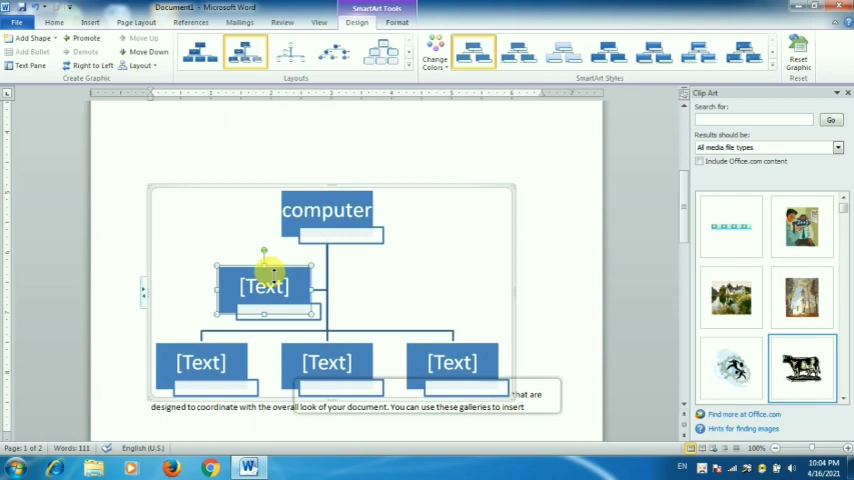 Document1 - Microsoft Word
SmartArt Tools
File Home Insert Page Layout References Mailings Review View Design Format
Add Shape Promote Move Up
Add Bullet Demote Move Down
Text Pane Right to Left Layout
Change Colors
Reset Graphic
Create Graphic Layouts SmartArt Styles Reset
Clip Art
Search for:
Go
Results should be:
All media file types
Include Office.com content
computer
[Text]
[Text] [Text] [Text]
that are
designed to coordinate with the overall look of your document. You can use these galleries to insert
Find more at Office.com
Hints for finding images
Page: 1 of 2 Words: 111 English (U.S.) 100%
EN
10:04 PM
4/16/2021